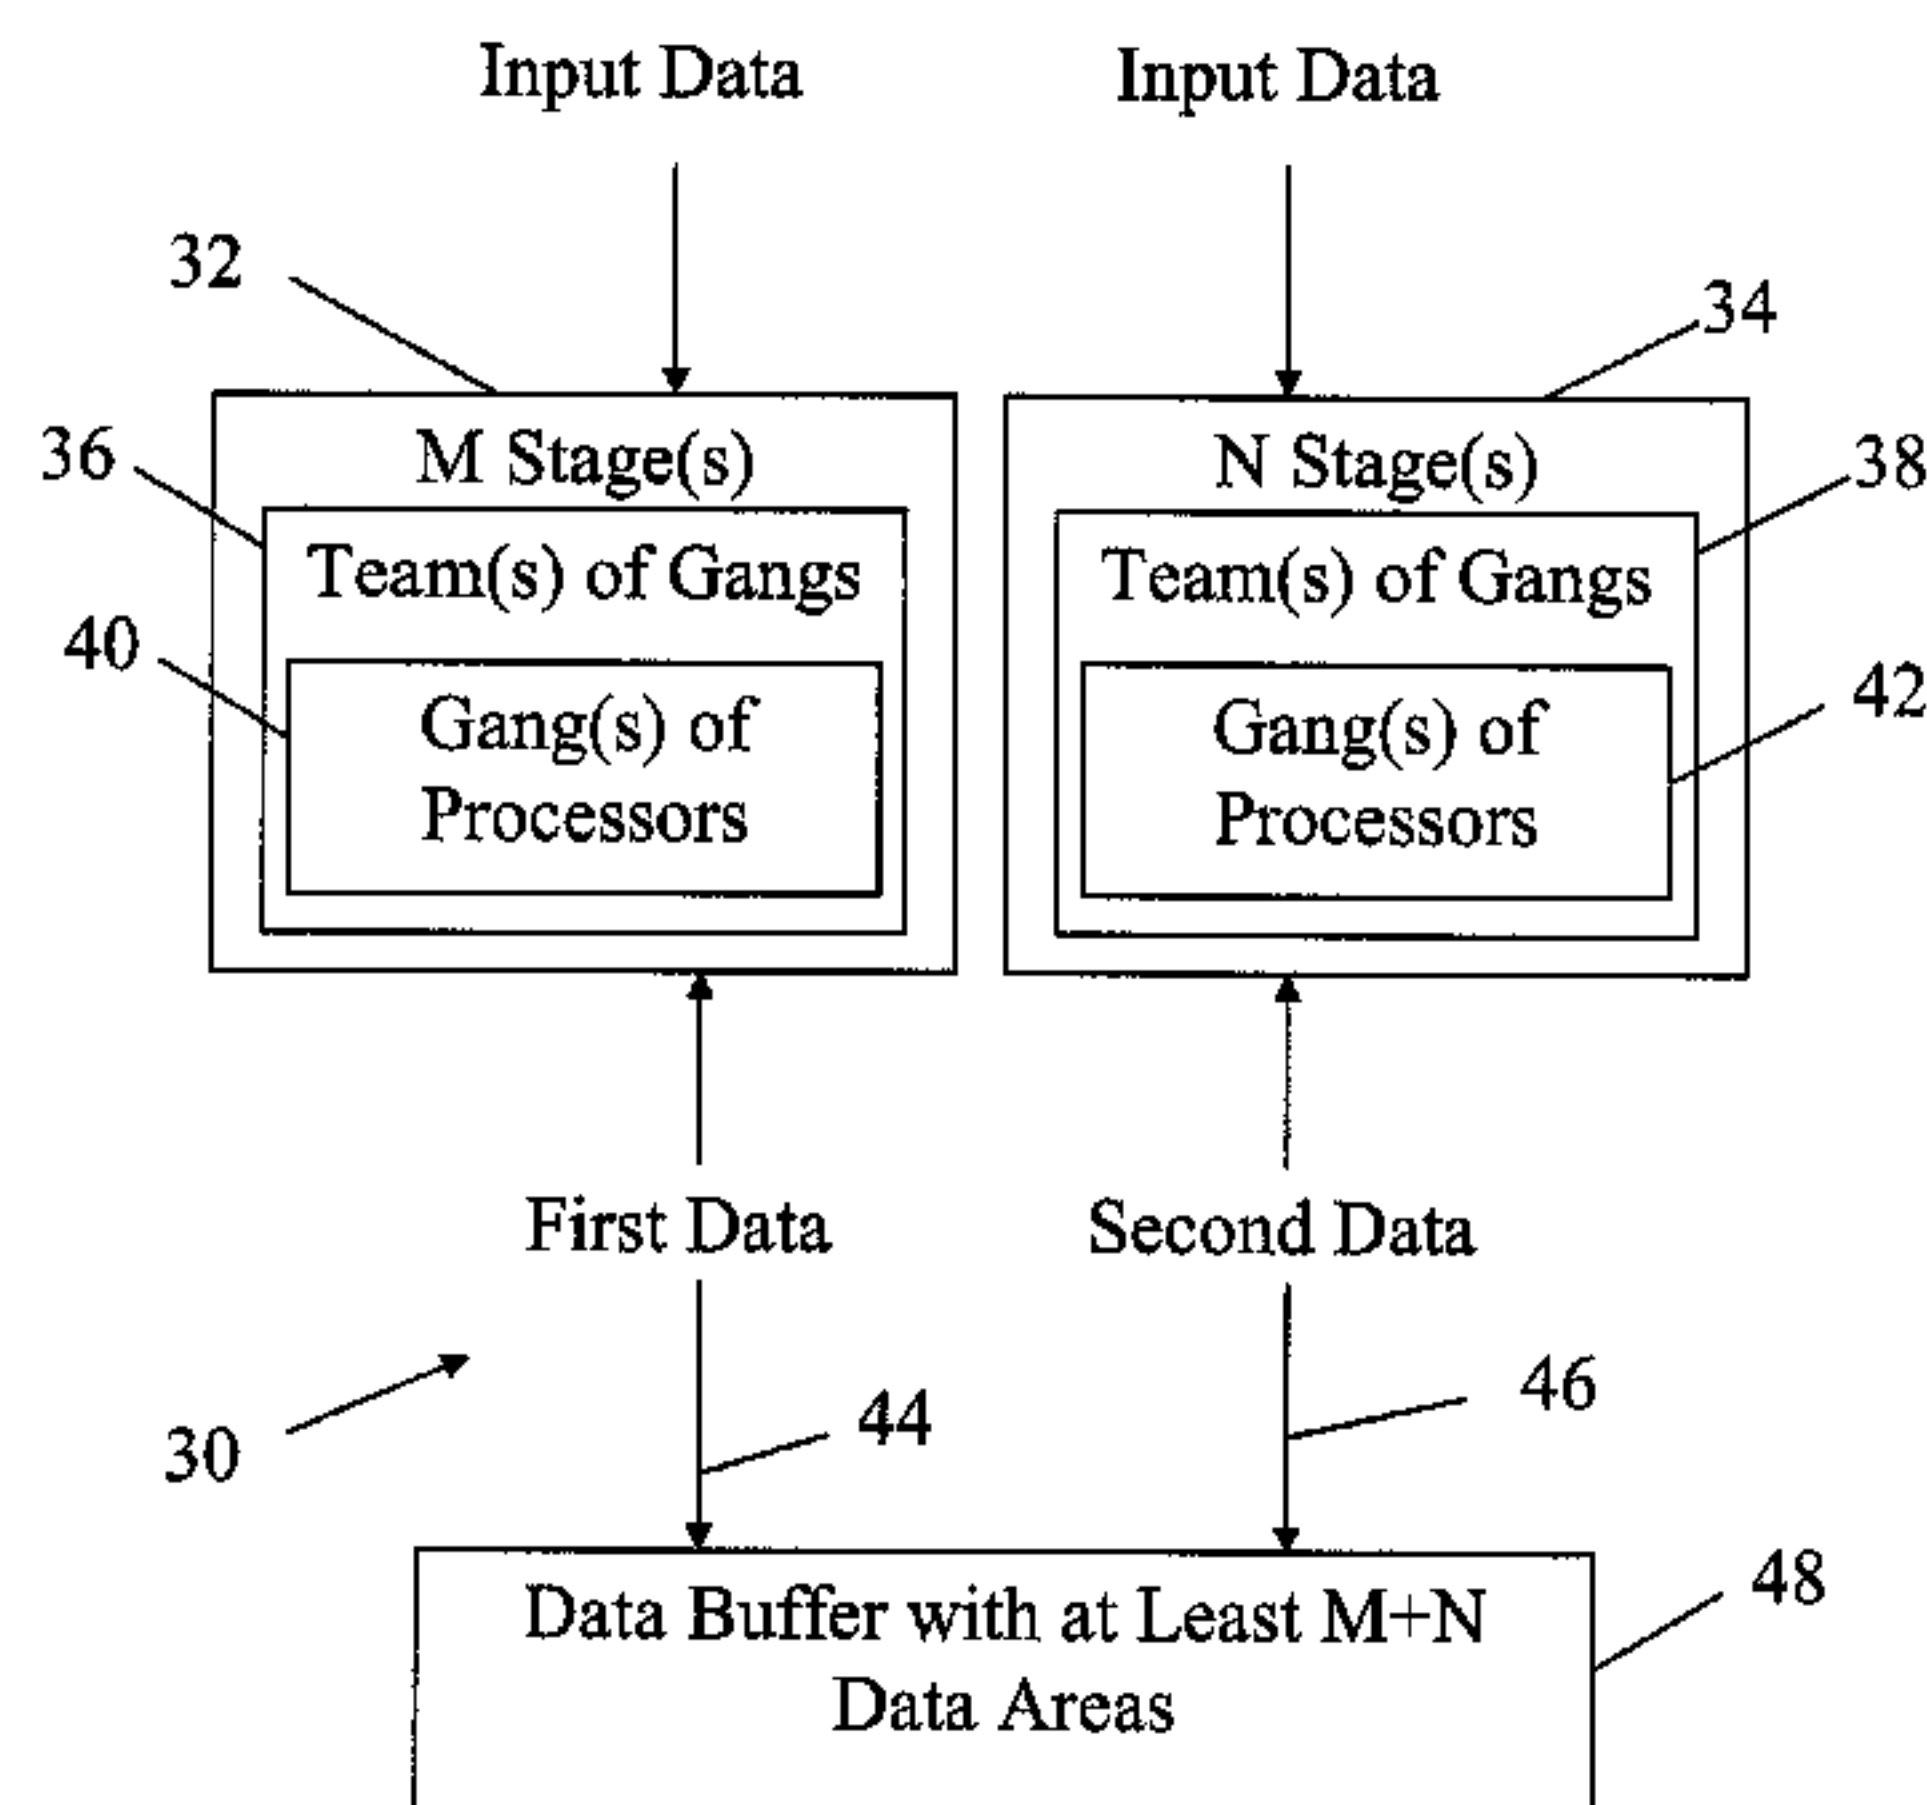 Input Data
Input Data
32
34
M Stage(s)
N Stage(s)
36
38
Team(s) of Gangs
Team(s) of Gangs
40
42
Gang(s) of
Processors
Gang(s) of
Processors
First Data
Second Data
30
44
46
48
Data Buffer with at Least M+N
Data Areas